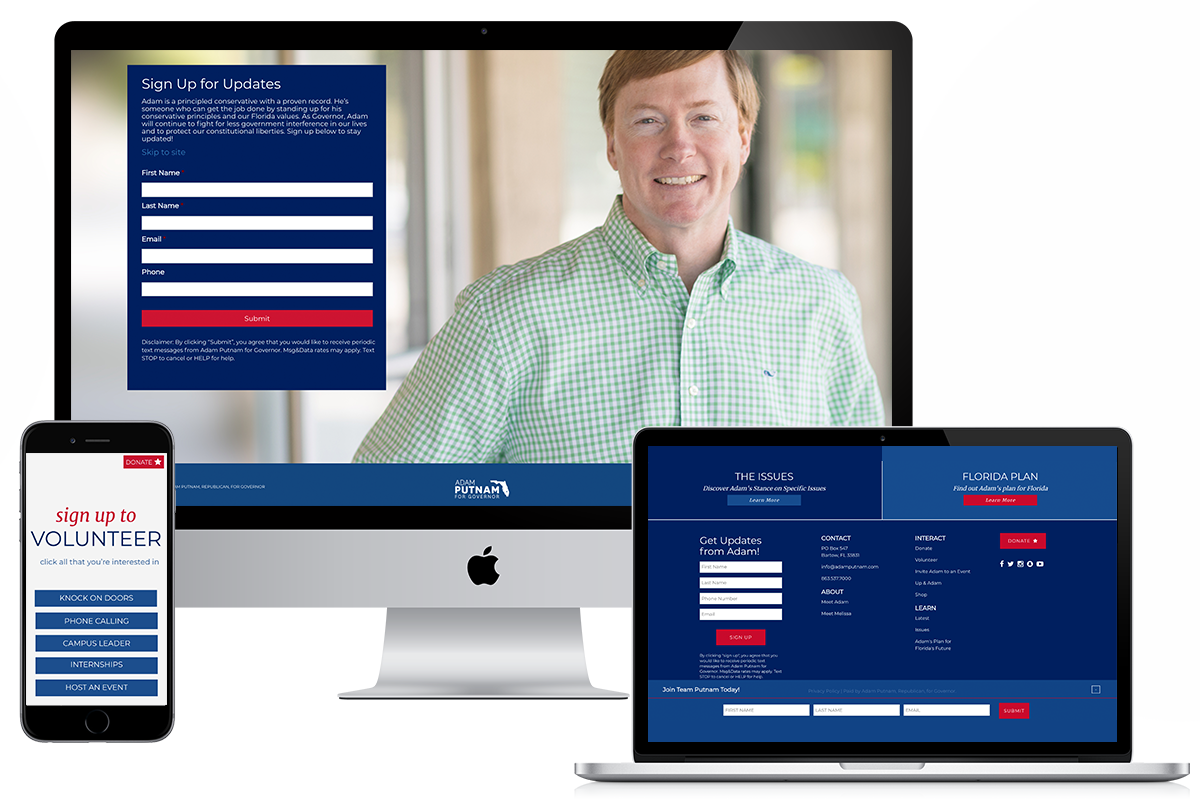 Sign Up for Updates
Adam is a principled conservative with a proven record. He's
someone who can get the job done by standing up for his
conservative principles and our Florida values. As Governor, Adam
will continue to fight for less government interference in our lives
and to protect our constitutional liberties. Sign up below to stay
updated!
Skip to site
First Name
Last Name
Email
Phone
Submit
Disclaimer: By clicking "Submit", you agree that you would like to receive periodic
text messages from Adam Putnam for Governor. Msg&Data rates may apply. Text
STOP to cancel or HELP for help.
PUTNAM, REPUBLICAN, FOR GOVERNOR
ADAM
PUTNAM
FOR GOVERNOR
DONATE
sign up to
VOLUNTEER
click all that you're interested in
KNOCK ON DOORS
PHONE CALLING
CAMPUS LEADER
INTERNSHIPS
HOST AN EVENT
THE ISSUES
Discover Adam's Stance on Specific Issues
Learn More
FLORIDA PLAN
Find out Adam's plan for Florida
Learn More
Get Updates
from Adam!
First Name
Last Name
Phone Number
Email
SIGN UP
By clicking "sign up", you agree that you
would like to receive periodic text
messages from Adam Putnam for
Governor. Msg&Data rates may apply. Text
STOP to cancel or HELP for help.
CONTACT
PO Box 547
Bartow, FL 33831
info@adamputnam.com
863.537.7000
ABOUT
Meet Adam
Meet Melissa
INTERACT
Donate
Volunteer
Invite Adam to an Event
Up & Adam
Shop
LEARN
Latest
Issues
Adam's Plan for
Florida's Future
DONATE
Join Team Putnam Today!
Privacy Policy | Paid by Adam Putnam, Republican, for Governor
FIRST NAME
LAST NAME
EMAIL
SUBMIT